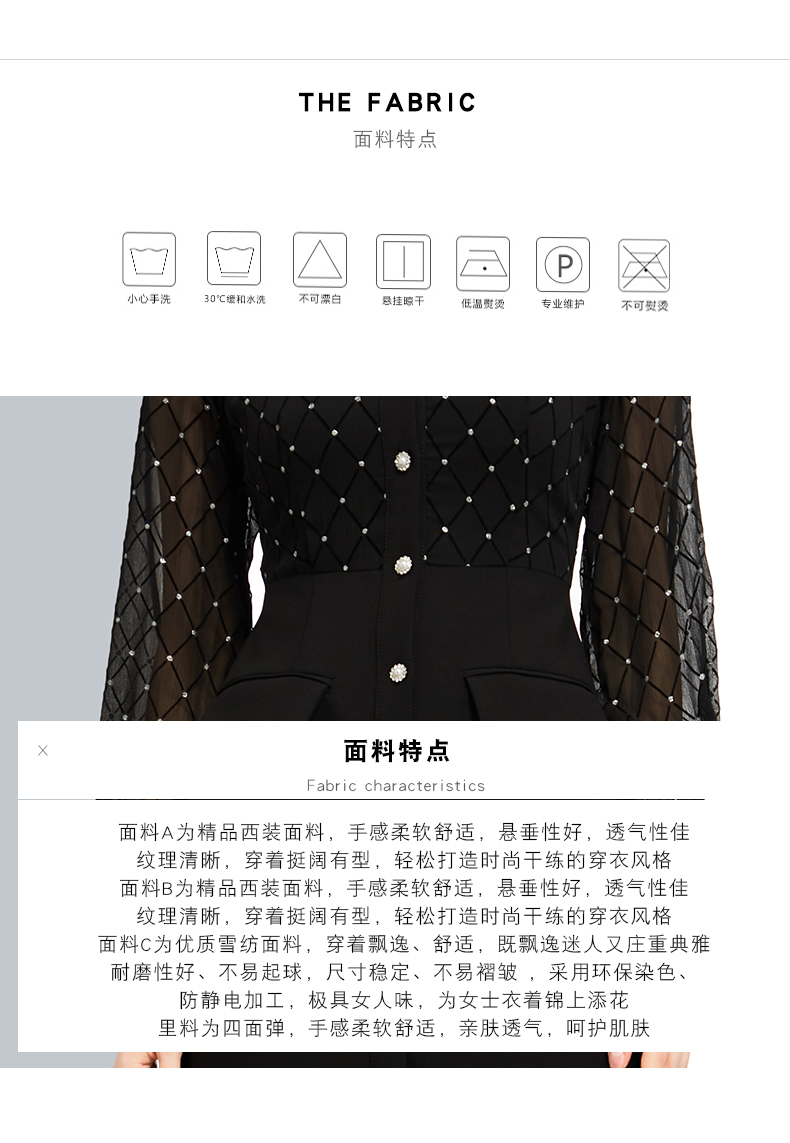 THE FABRIC
面料特点
小心手洗
30℃缓和水洗
不可漂白
悬挂晾干
低温熨烫
P
专业维护
不可熨烫
面料特点
Fabric characteristics
面料A为精品西装面料，手感柔软舒适，悬垂性好，透气性佳
纹理清晰，穿着挺阔有型，轻松打造时尚干练的穿衣风格
面料B为精品西装面料，手感柔软舒适，悬垂性好，透气性佳
纹理清晰，穿着挺阔有型，轻松打造时尚干练的穿衣风格
面料C为优质雪纺面料，穿着飘逸、舒适，既飘逸迷人又庄重典雅
耐磨性好、不易起球，尺寸稳定、不易褶皱 ，采用环保染色、
防静电加工，极具女人味，为女士衣着锦上添花
里料为四面弹，手感柔软舒适，亲肤透气，呵护肌肤